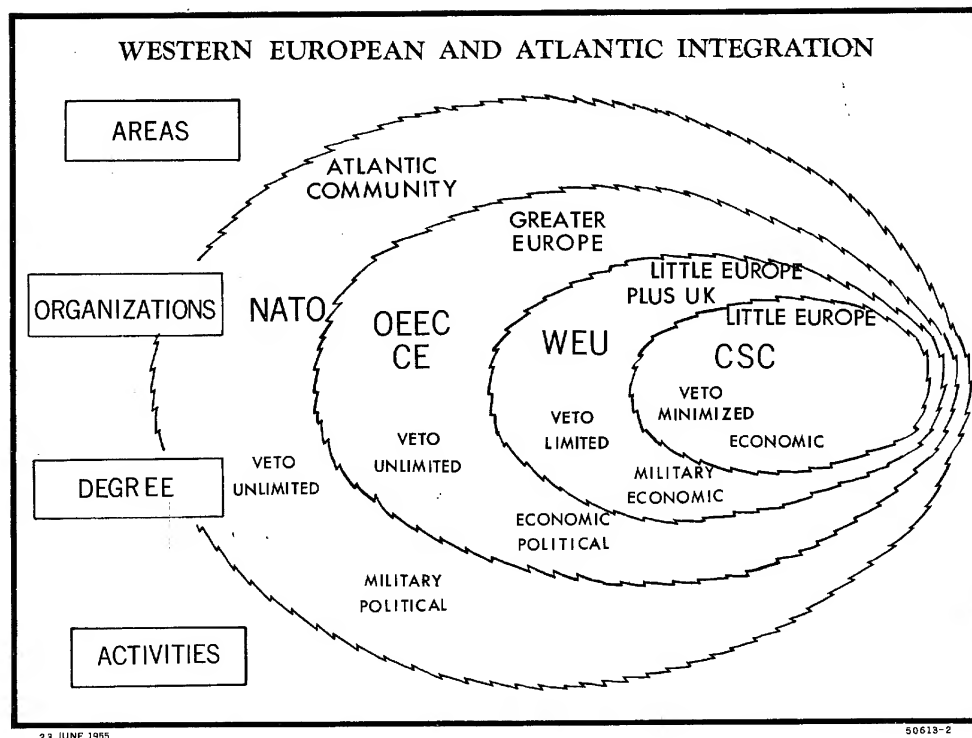 WESTERN EUROPEAN AND ATLANTIC INTEGRATION
AREAS
ATLANTIC
COMMUNITY
GREATER
EUROPE
LITTLE EUROPE
PLUS UK
LITTLE EUROPE
ORGANIZATIONS
NATO
OEEC
CE
WEU
CSC
DEGREE
VETO
UNLIMITED
VETO
UNLIMITED
VETO
LIMITED
VETO
MINIMIZED
ACTIVITIES
MILITARY
POLITICAL
ECONOMIC
POLITICAL
MILITARY
ECONOMIC
ECONOMIC
23 JUNE 1955
50613-2